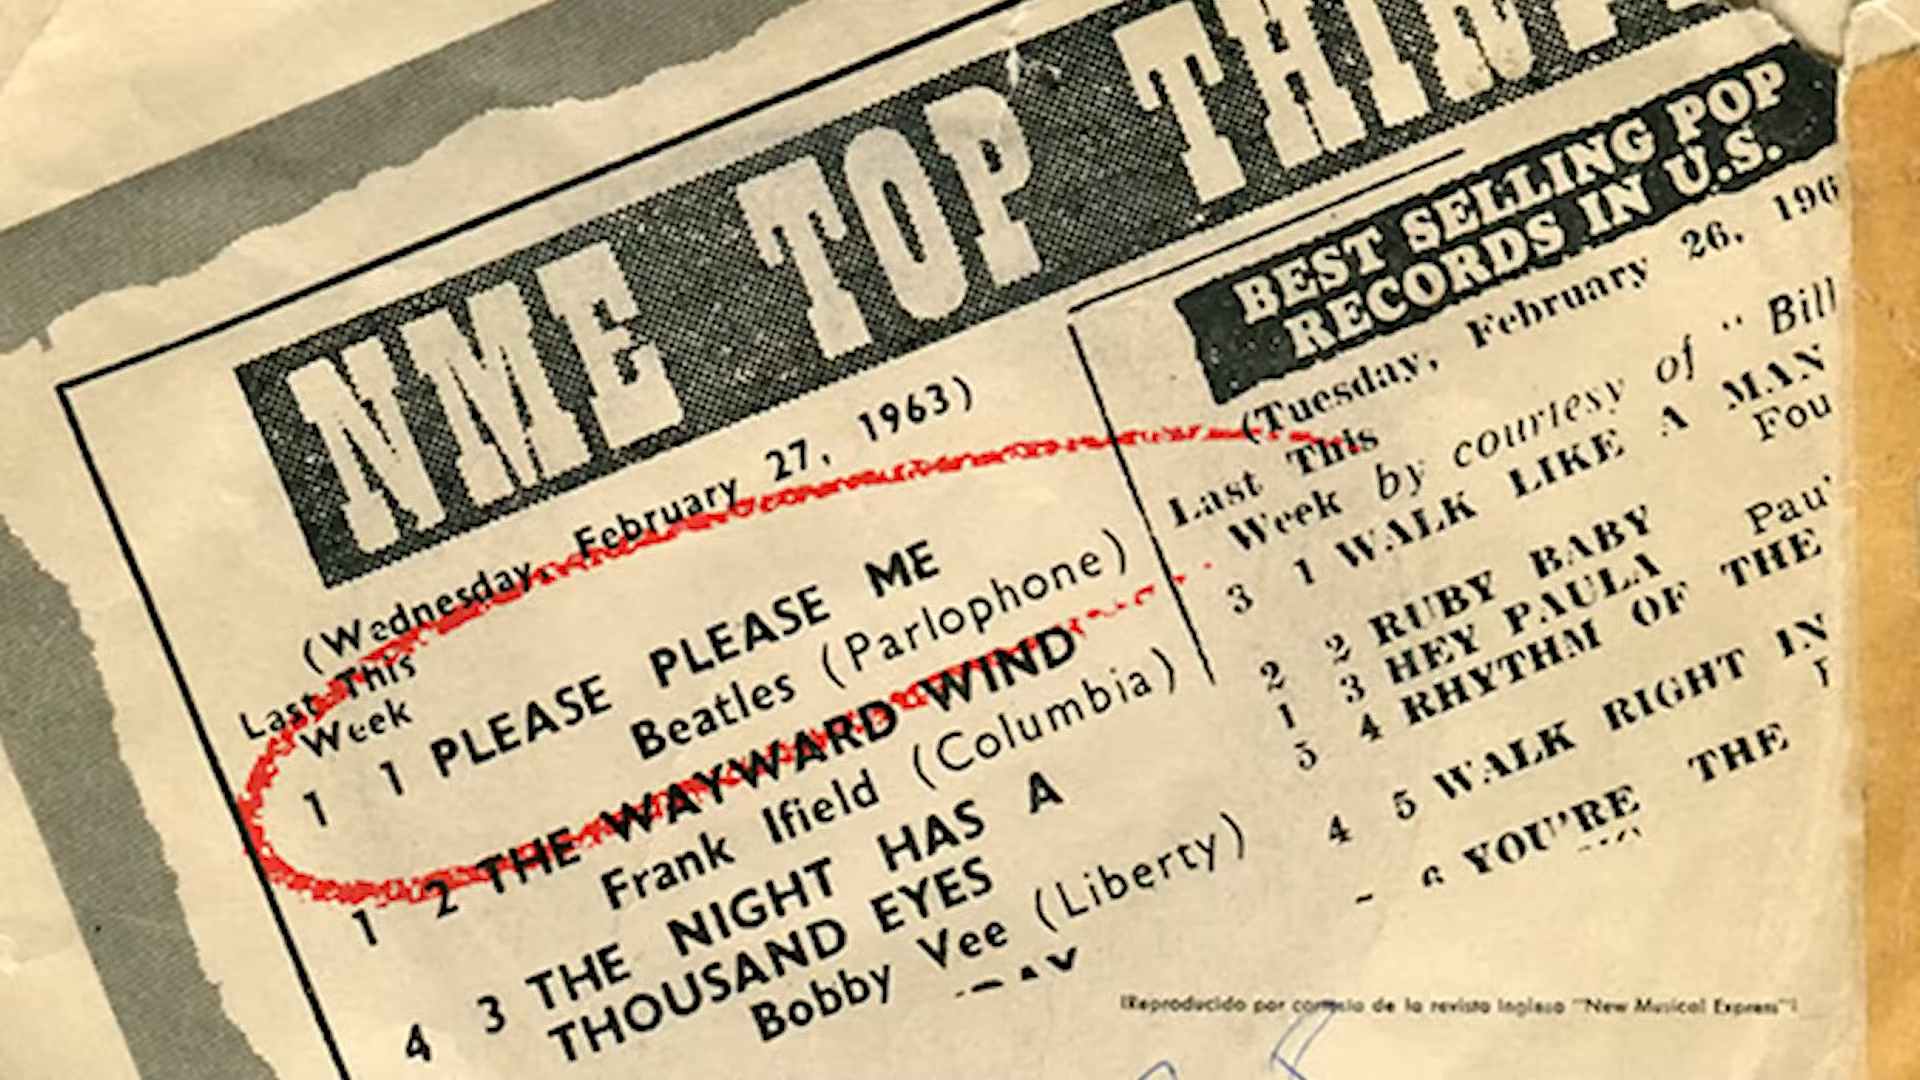 NME TOP
(Wednesday, February 27, 1963)
Last This
Week
1 1 PLEASE PLEASE ME
Beatles (Parlophone)
1 2 THE WAYWARD WIND
Frank Ifield (Columbia)
4 3 THE NIGHT HAS A
THOUSAND EYES
Bobby Vee (Liberty)
BEST SELLING POP
RECORDS IN U.S.
(Tuesday, February 26,
Last This
Week by courtesy of "Bill
3 1 WALK LIKE A MAN
Fou
2 2 RUBY BABY
1 3 HEY PAULA Pau
5 4 RHYTHM OF THE
4 5 WALK RIGHT IN
6 YOU'RE THE
(Reproducido por de la revista Inglesa "New Musical Express")